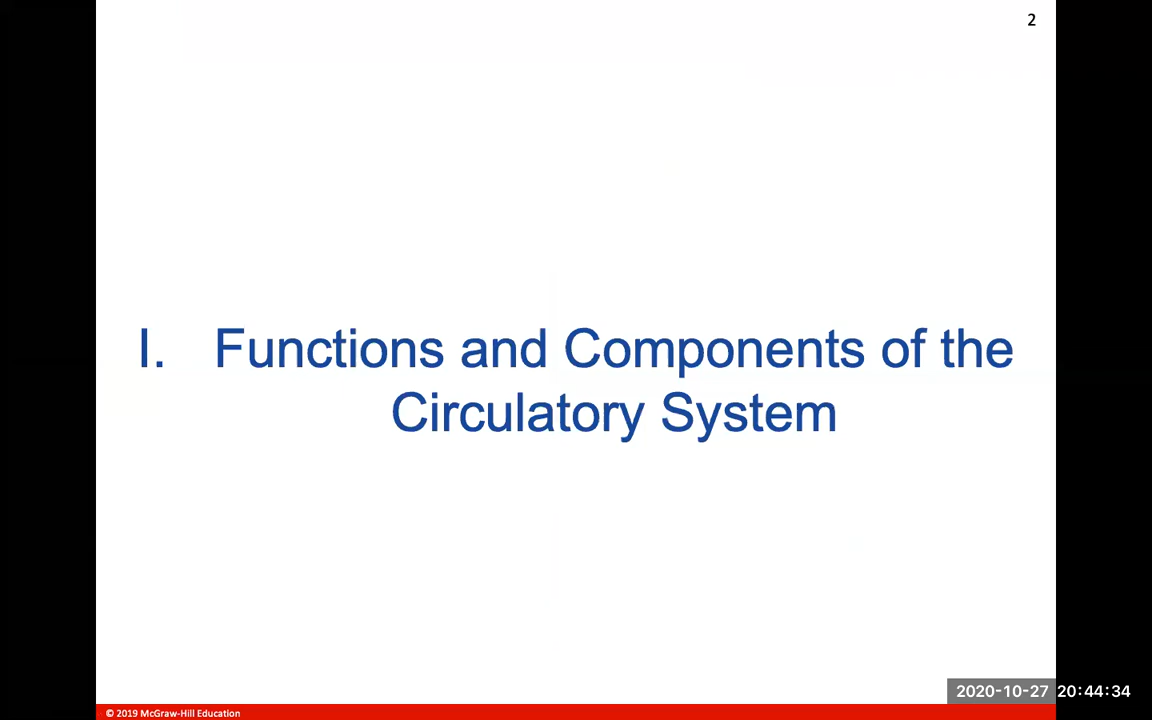 2
I. Functions and Components of the
Circulatory System
2020-10-27 20:44:34
© 2019 McGraw-Hill Education